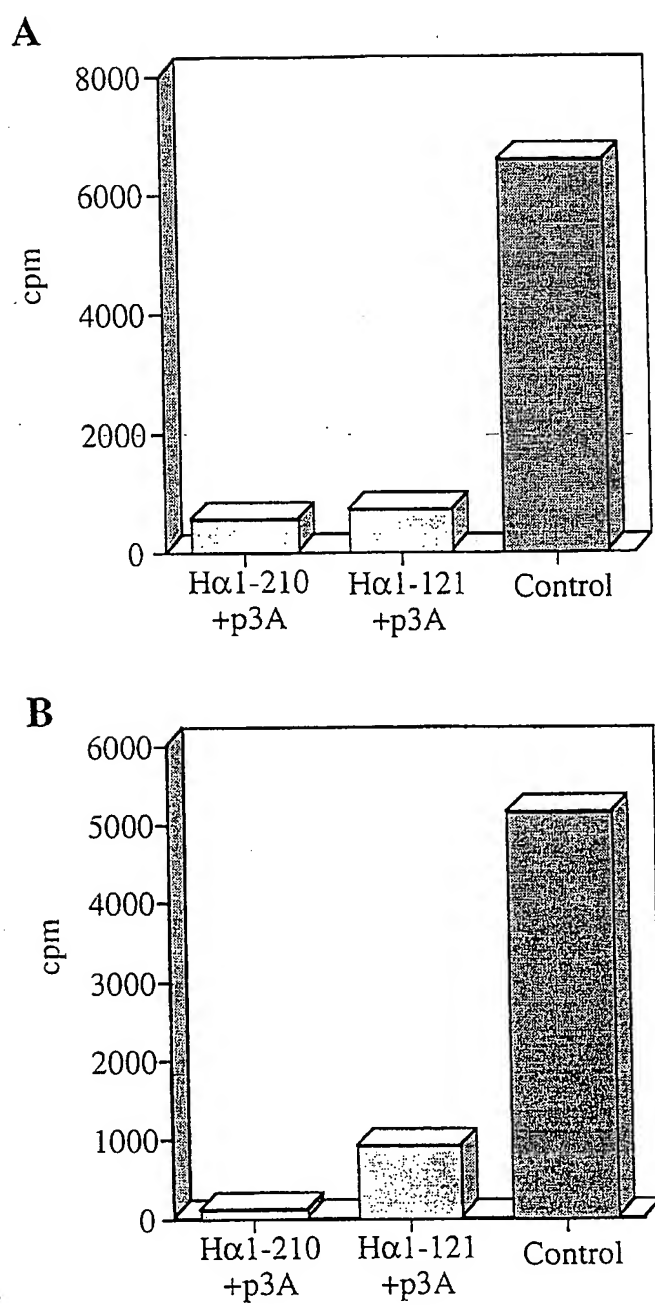 A
8000
6000
cpm
4000
2000
0
Hα1-210
+p3A
Hα1-121
+p3A
Control
B
6000
5000
4000
cpm
3000
2000
1000
0
Hα1-210
+p3A
Hα1-121
+p3A
Control